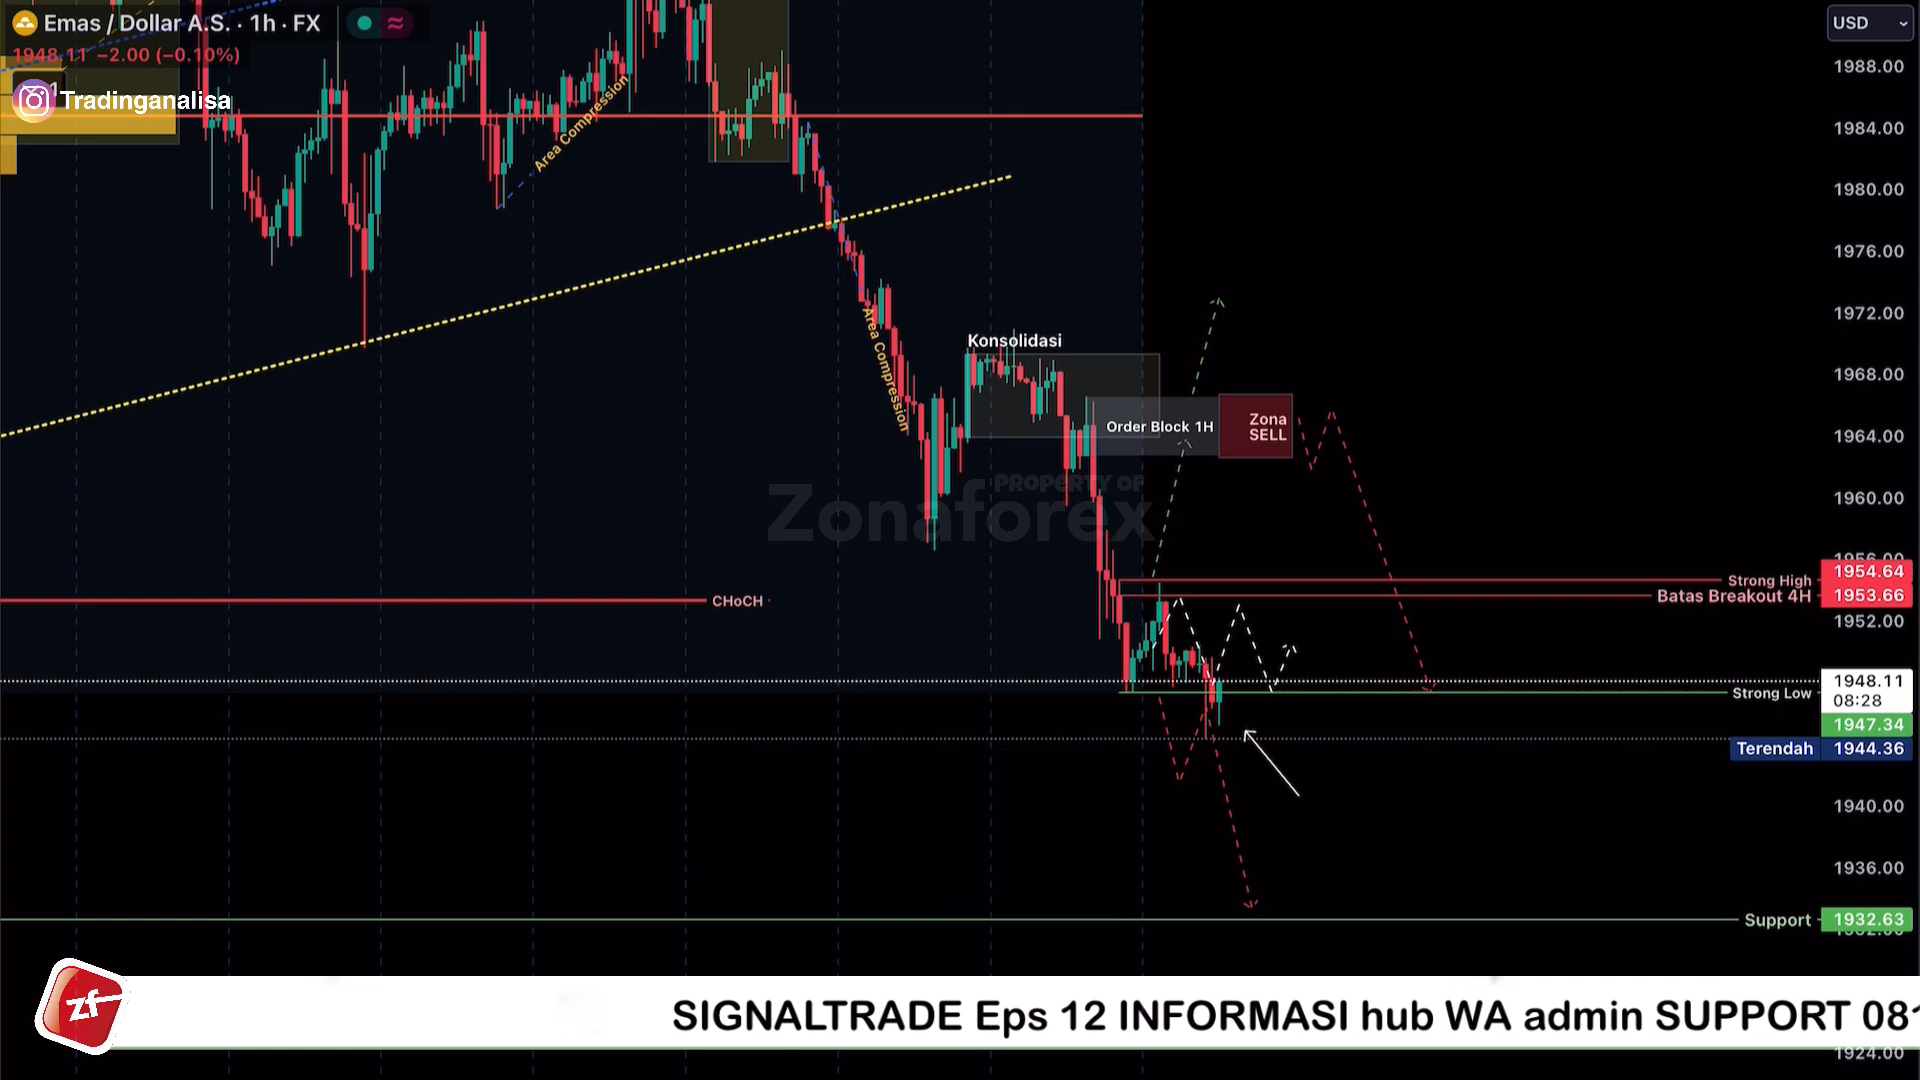 Emas / Dollar A.S. · 1h · FX
1948.11 −2.00 (−0.10%)
Tradinganalisa
USD
1988.00
1984.00
1980.00
1976.00
1972.00
1968.00
1964.00
1960.00
1956.00
1952.00
1940.00
1936.00
1924.00
Area Compression
Area Compression
Konsolidasi
Order Block 1H
Zona
SELL
PROPERTY OF
Zonaforex
CHoCH
Strong High 1954.64
Batas Breakout 4H 1953.66
1948.11
08:28
Strong Low 1947.34
Terendah 1944.36
Support 1932.63
zf
SIGNALTRADE Eps 12 INFORMASI hub WA admin SUPPORT 081